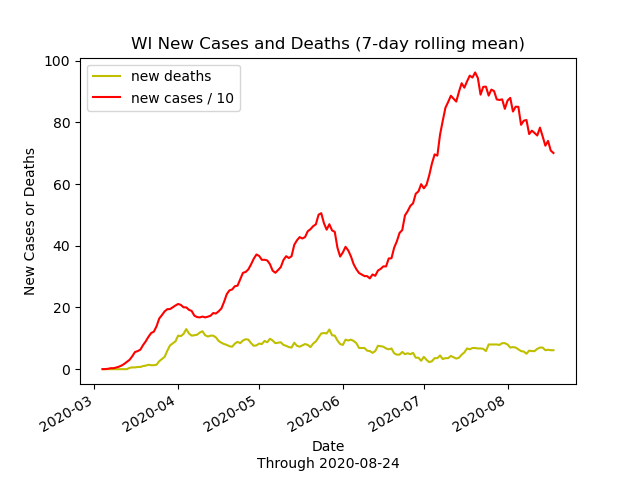 WI New Cases and Deaths (7-day rolling mean)
new deaths
new cases / 10
100
80
60
40
20
0
New Cases or Deaths
2020-03
2020-04
2020-05
2020-06
2020-07
2020-08
Date
Through 2020-08-24